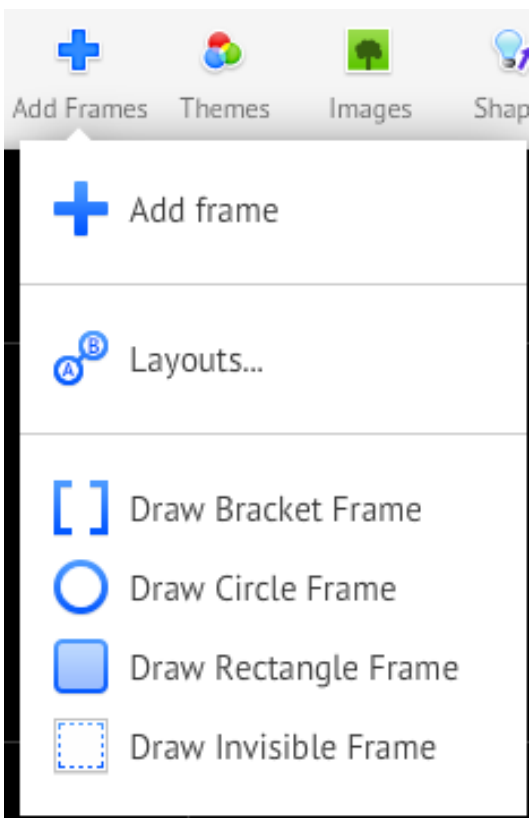 Add Frames Themes Images Shap
Add frame
A B Layouts...
Draw Bracket Frame
Draw Circle Frame
Draw Rectangle Frame
Draw Invisible Frame